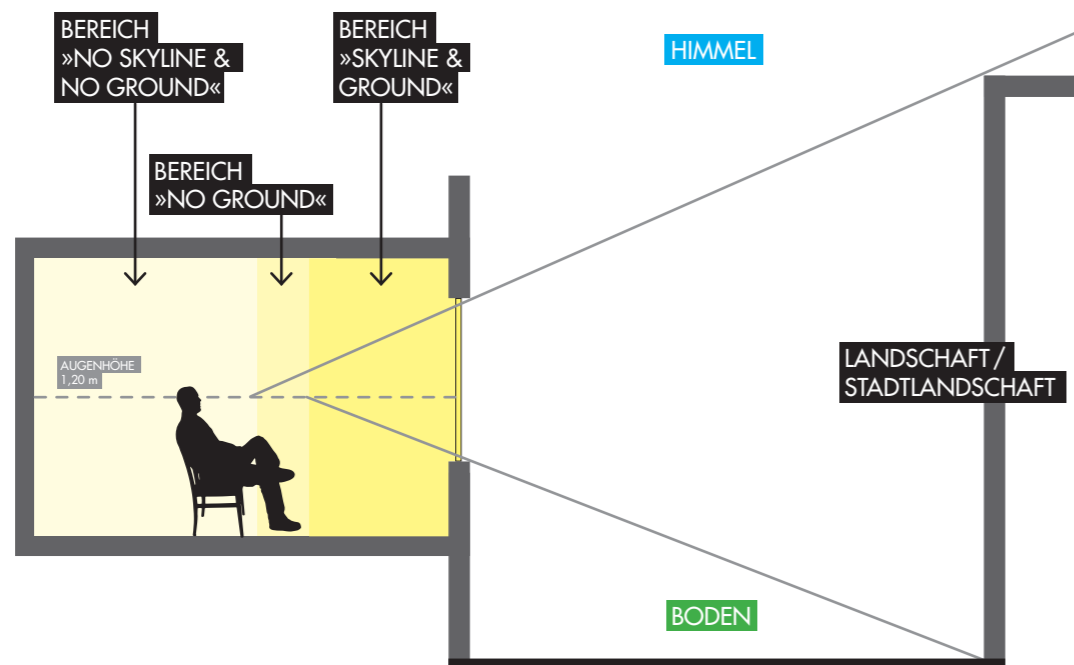 BEREICH
»NO SKYLINE &
NO GROUND«
BEREICH
»SKYLINE &
GROUND«
HIMMEL
BEREICH
»NO GROUND«
AUGENHÖHE
1,20 m
LANDSCHAFT /
STADTLANDSCHAFT
BODEN